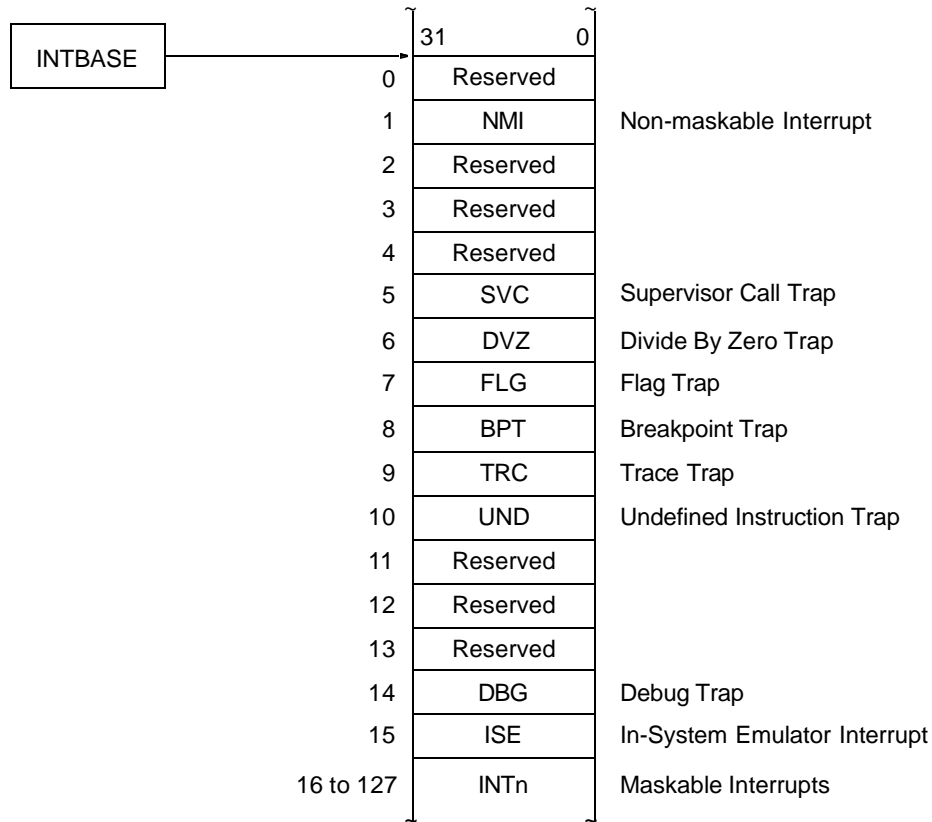 31 0
INTBASE
0 Reserved
1 NMI Non-maskable Interrupt
2 Reserved
3 Reserved
4 Reserved
5 SVC Supervisor Call Trap
6 DVZ Divide By Zero Trap
7 FLG Flag Trap
8 BPT Breakpoint Trap
9 TRC Trace Trap
10 UND Undefined Instruction Trap
11 Reserved
12 Reserved
13 Reserved
14 DBG Debug Trap
15 ISE In-System Emulator Interrupt
16 to 127 INTn Maskable Interrupts